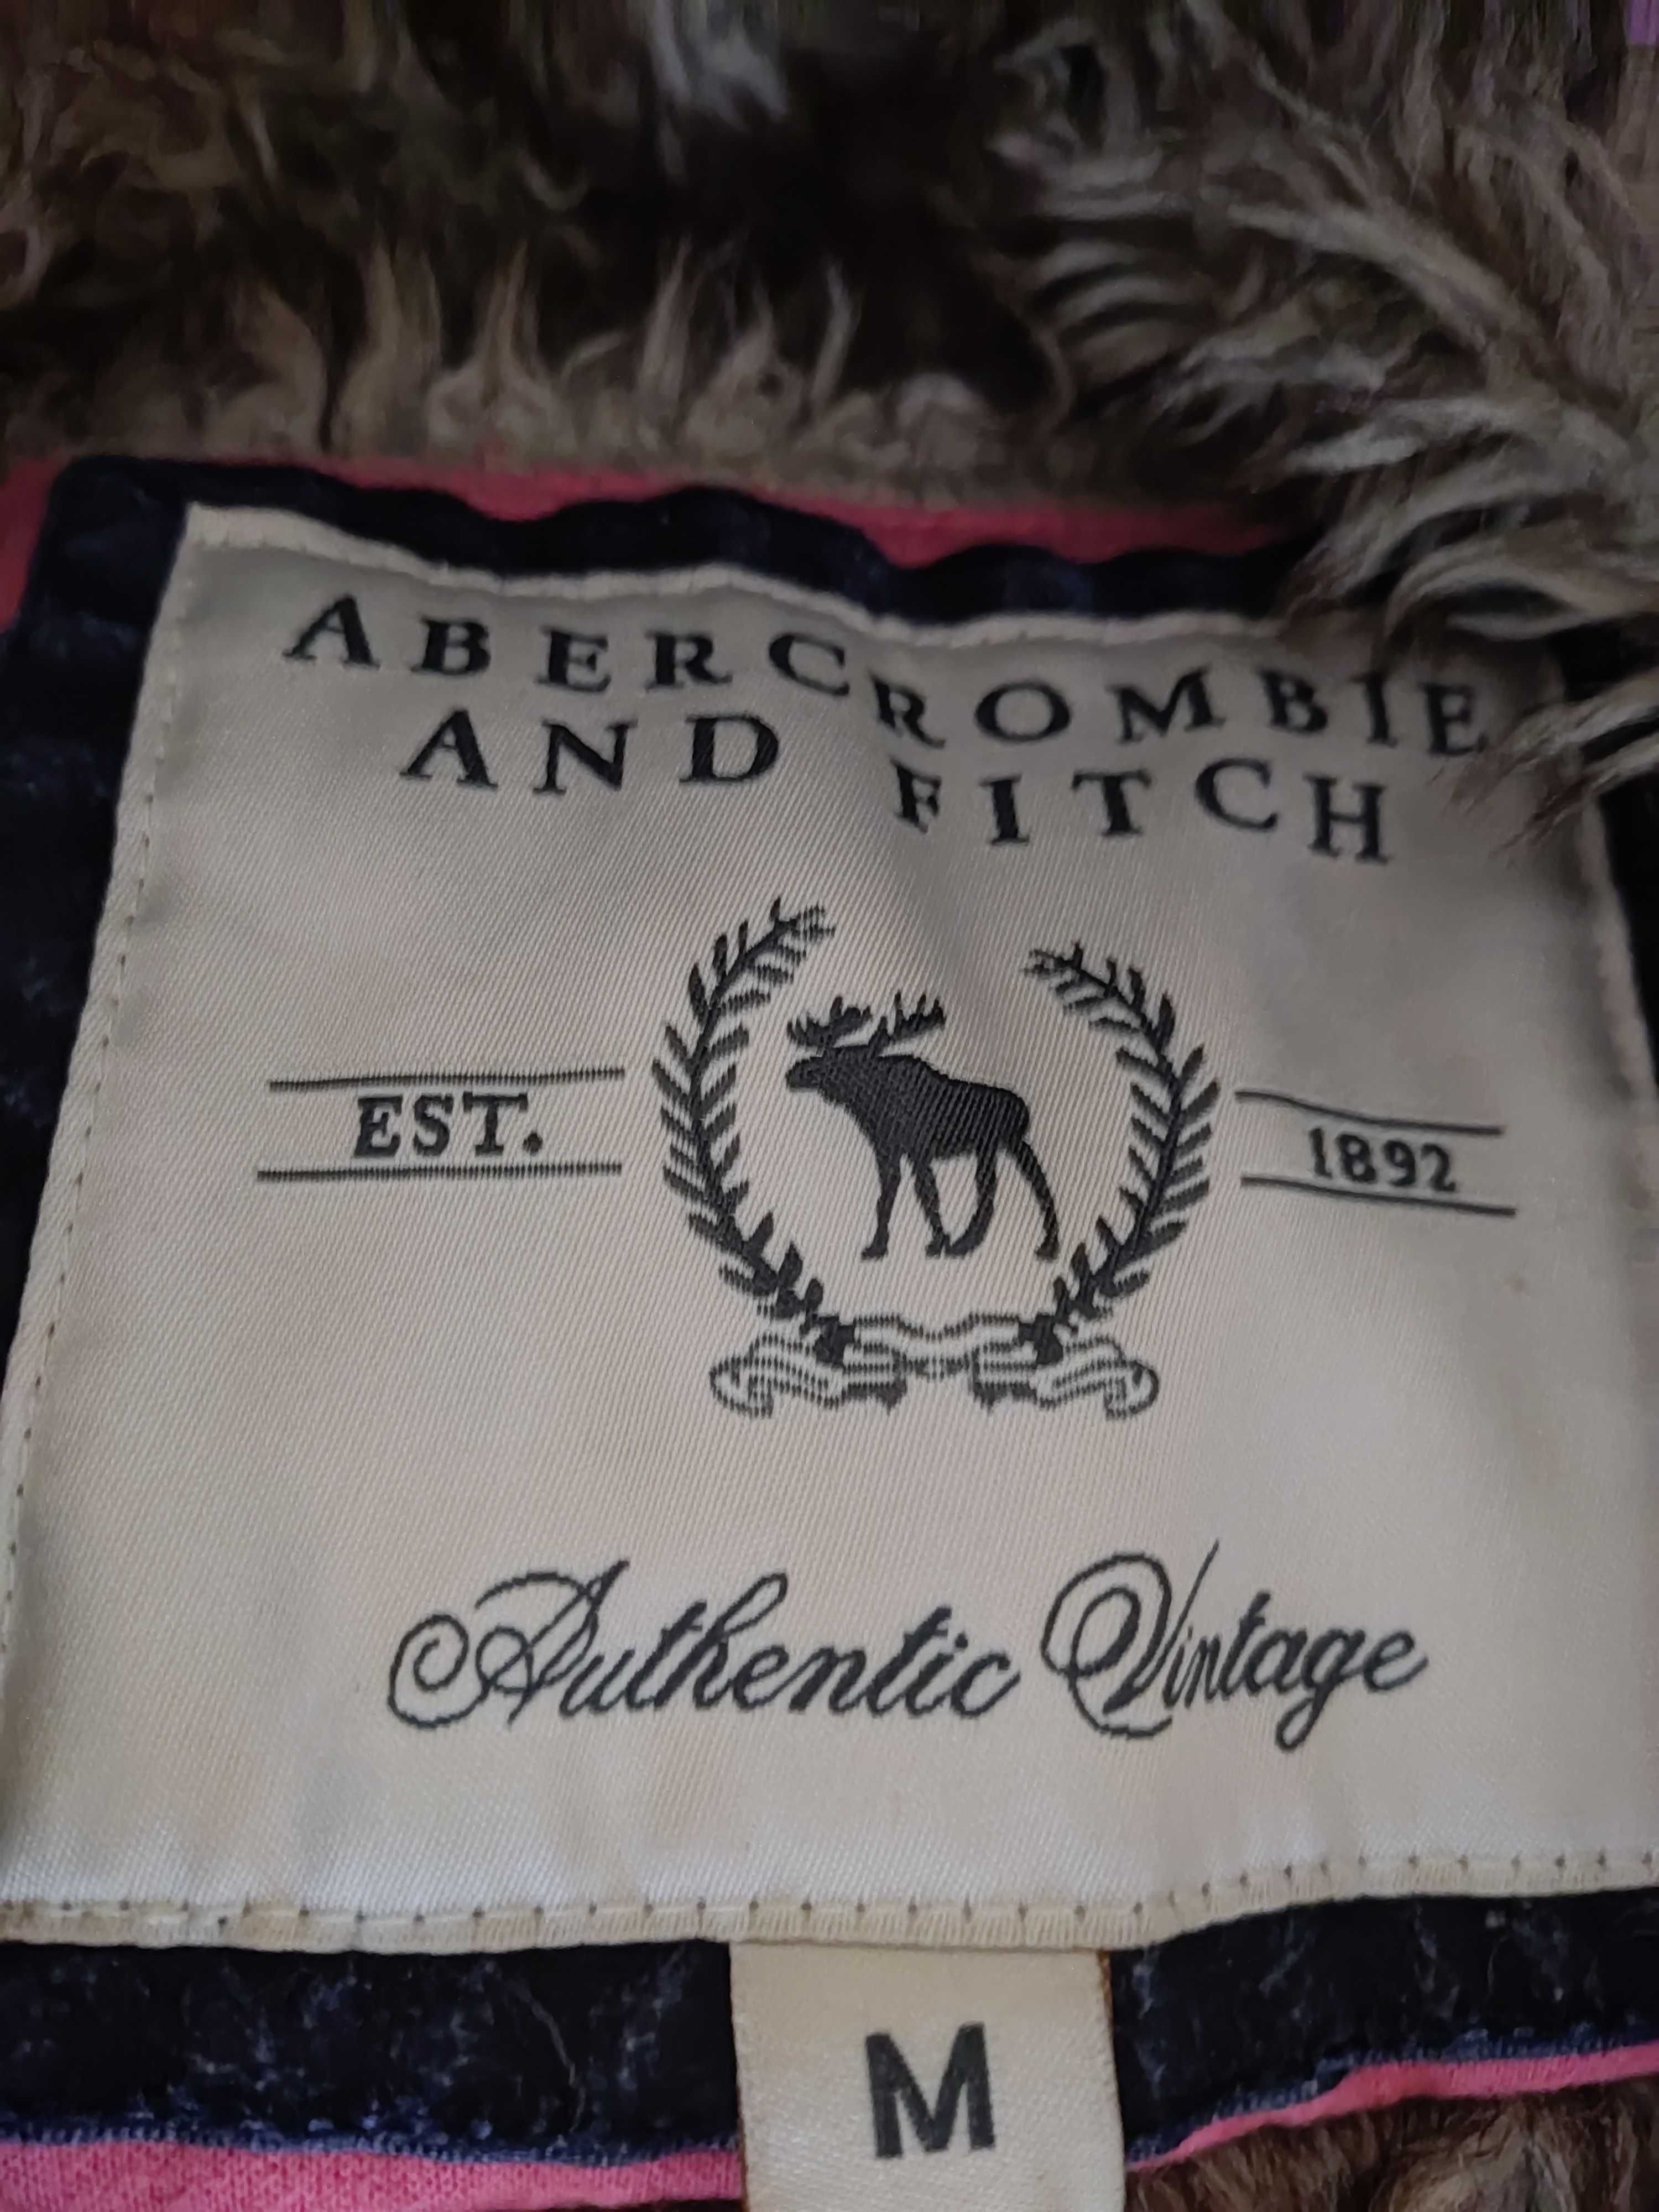 ABERCROMBIE
AND FITCH
EST. 1892
Authentic Vintage
M